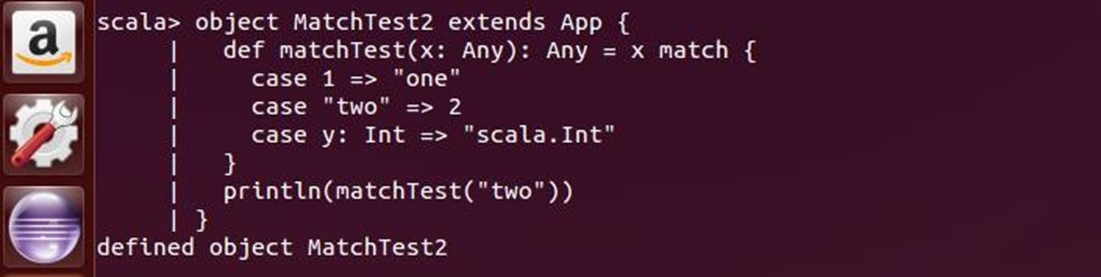 scala> object MatchTest2 extends App {
     |   def matchTest(x: Any): Any = x match {
     |     case 1 => "one"
     |     case "two" => 2
     |     case y: Int => "scala.Int"
     |   }
     |   println(matchTest("two"))
     | }
defined object MatchTest2
a